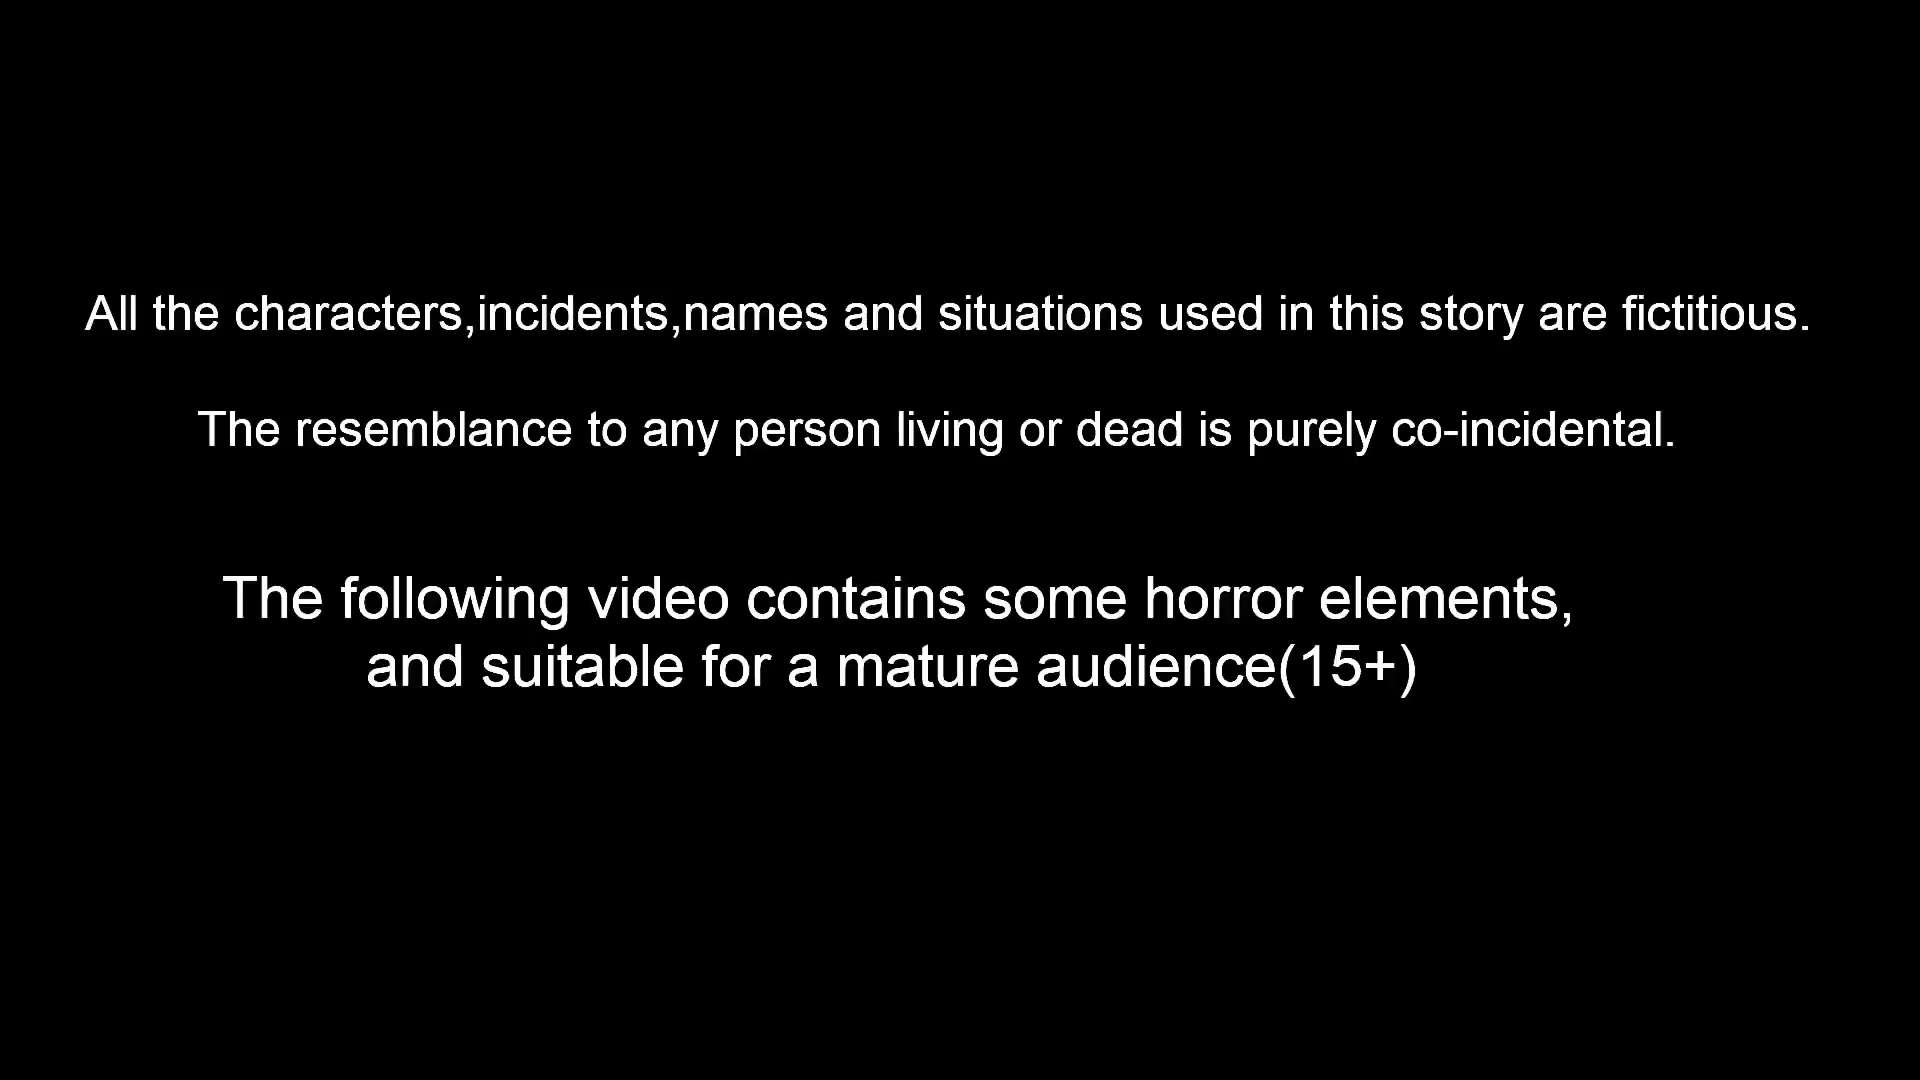 All the characters,incidents,names and situations used in this story are fictitious.
The resemblance to any person living or dead is purely co-incidental.
The following video contains some horror elements,
and suitable for a mature audience(15+)